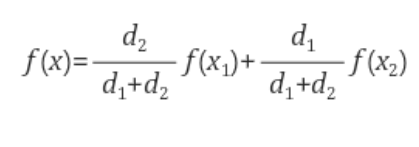 f(x)= d₂/(d₁+d₂) f(x₁)+ d₁/(d₁+d₂) f(x₂)